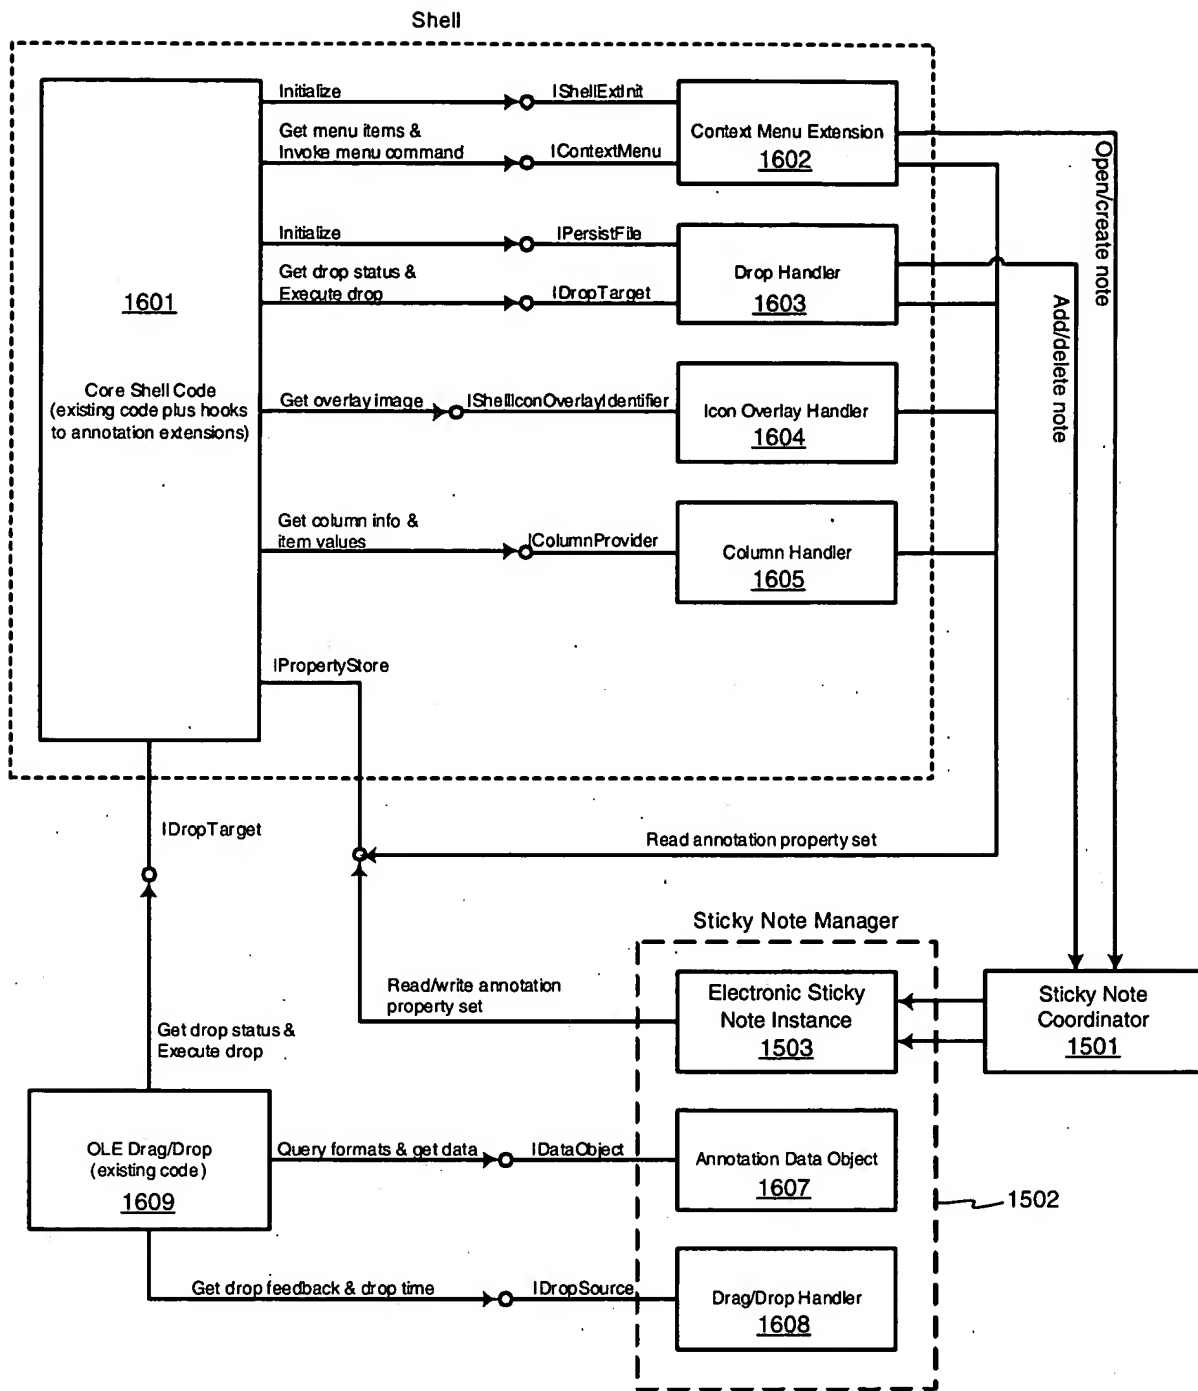 Shell
Initialize
IShellExtInit
Get menu items &
Invoke menu command
IContextMenu
Context Menu Extension
1602
Open/create note
Initialize
IPersistFile
Get drop status &
Execute drop
IDropTarget
Drop Handler
1603
Add/delete note
1601
Core Shell Code
(existing code plus hooks
to annotation extensions)
Get overlay image
IShellIconOverlayIdentifier
Icon Overlay Handler
1604
Get column info &
item values
IColumnProvider
Column Handler
1605
IPropertyStore
IDropTarget
Read annotation property set
Sticky Note Manager
Read/write annotation
property set
Electronic Sticky
Note Instance
1503
Sticky Note
Coordinator
1501
Get drop status &
Execute drop
OLE Drag/Drop
(existing code)
1609
Query formats & get data
IDataObject
Annotation Data Object
1607
1502
Get drop feedback & drop time
IDropSource
Drag/Drop Handler
1608